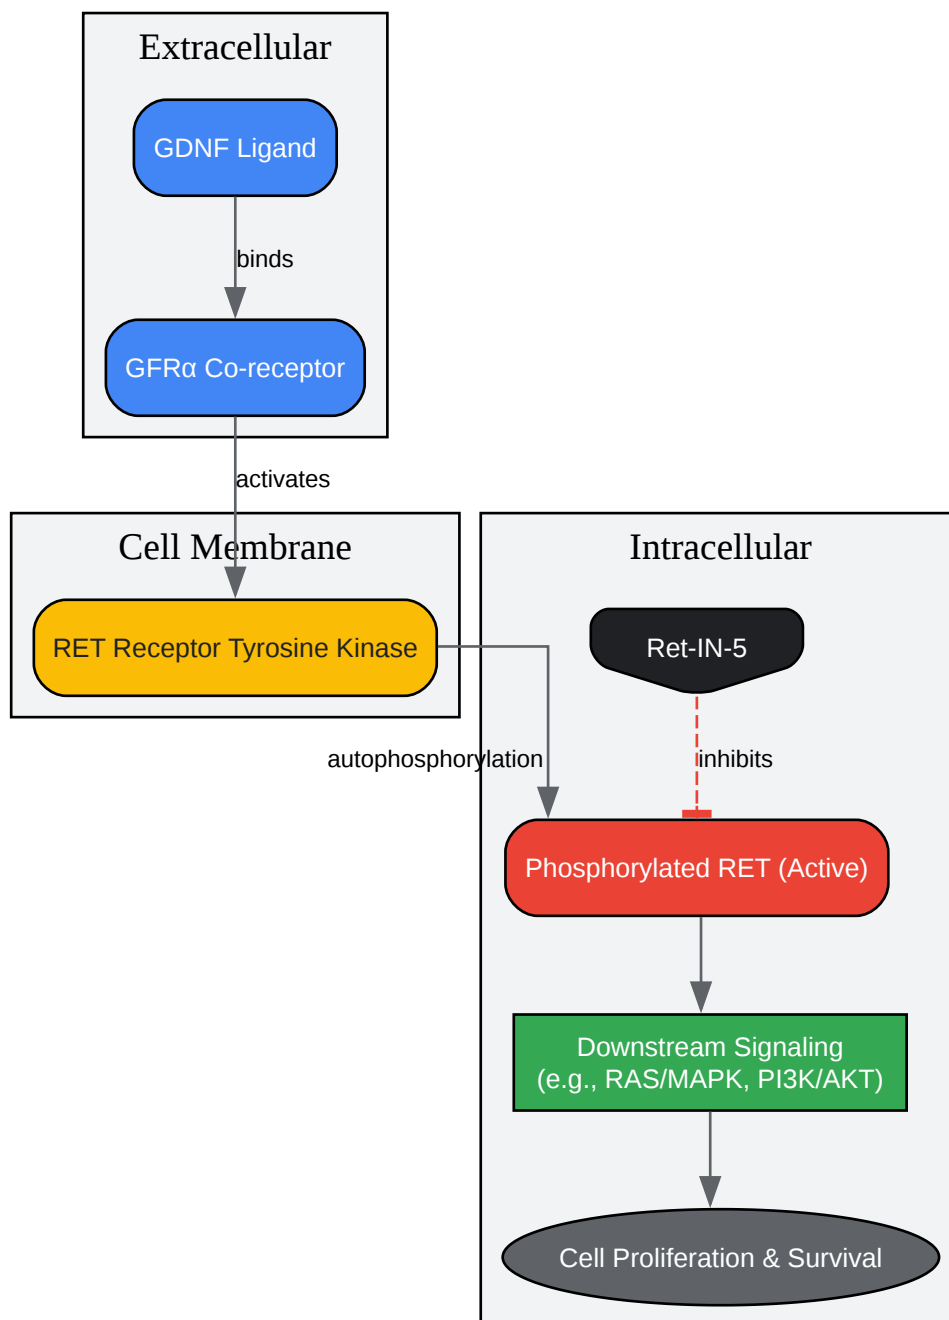 Extracellular
GDNF Ligand
binds
GFRα Co-receptor
activates
Cell Membrane
RET Receptor Tyrosine Kinase
Intracellular
Ret-IN-5
autophosphorylation
inhibits
Phosphorylated RET (Active)
Downstream Signaling
(e.g., RAS/MAPK, PI3K/AKT)
Cell Proliferation & Survival